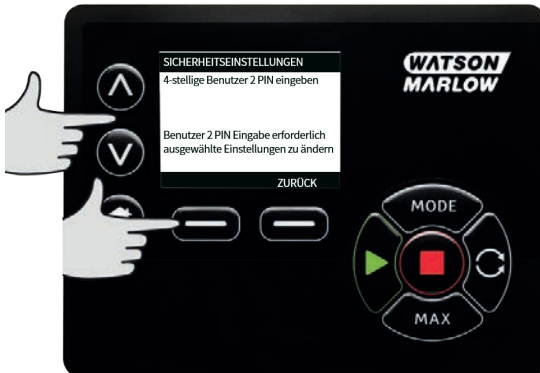 SICHERHEITSEINSTELLUNGEN
4-stellige Benutzer 2 PIN eingeben
Benutzer 2 PIN Eingabe erforderlich
ausgewählte Einstellungen zu ändern
ZURÜCK
WATSON
MARLOW
MODE
MAX